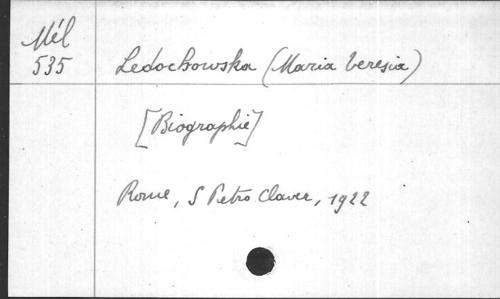 Mél
535
Ledochowska (Maria Teresia)
[Biographie]
Rome, S Petro Claver, 1922